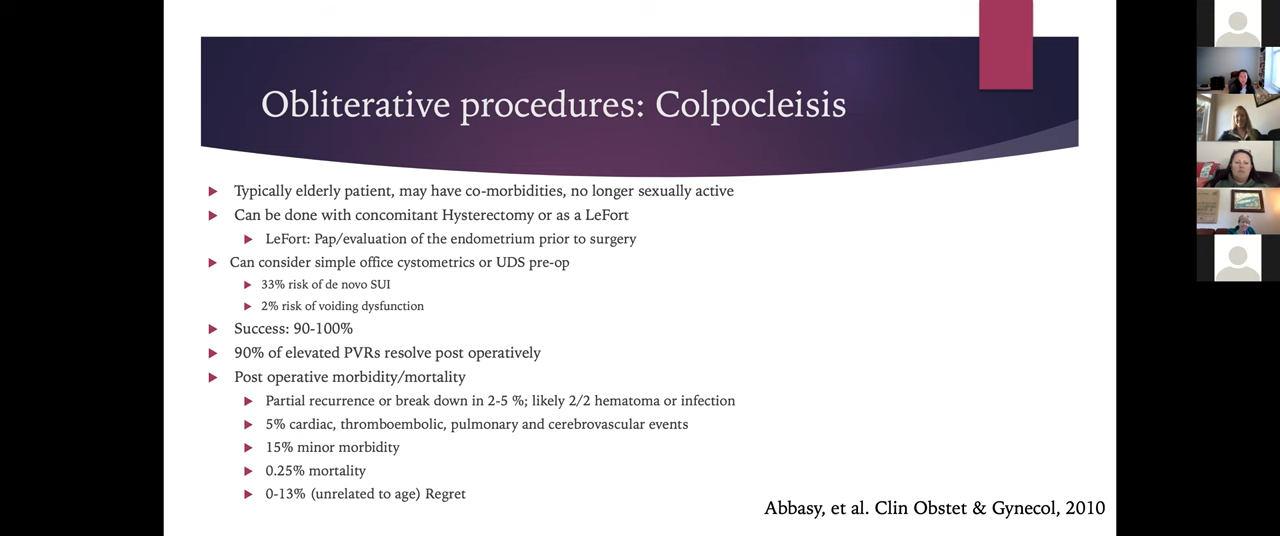 Obliterative procedures: Colpocleisis
Typically elderly patient, may have co-morbidities, no longer sexually active
Can be done with concomitant Hysterectomy or as a LeFort
LeFort: Pap/evaluation of the endometrium prior to surgery
Can consider simple office cystometrics or UDS pre-op
33% risk of de novo SUI
2% risk of voiding dysfunction
Success: 90-100%
90% of elevated PVRs resolve post operatively
Post operative morbidity/mortality
Partial recurrence or break down in 2-5 %; likely 2/2 hematoma or infection
5% cardiac, thromboembolic, pulmonary and cerebrovascular events
15% minor morbidity
0.25% mortality
0-13% (unrelated to age) Regret
Abbasy, et al. Clin Obstet & Gynecol, 2010